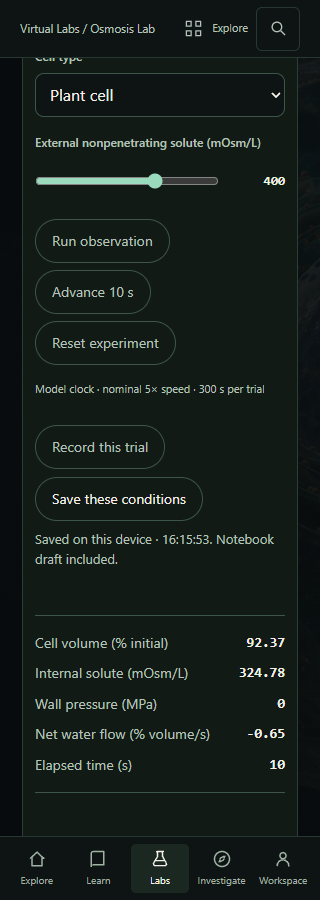 Virtual Labs / Osmosis Lab
Explore
Cell type
Plant cell
External nonpenetrating solute (mOsm/L)
400
Run observation
Advance 10 s
Reset experiment
Model clock · nominal 5× speed · 300 s per trial
Record this trial
Save these conditions
Saved on this device · 16:15:53. Notebook
draft included.
Cell volume (% initial) 92.37
Internal solute (mOsm/L) 324.78
Wall pressure (MPa) 0
Net water flow (% volume/s) -0.65
Elapsed time (s) 10
Explore Learn Labs Investigate Workspace